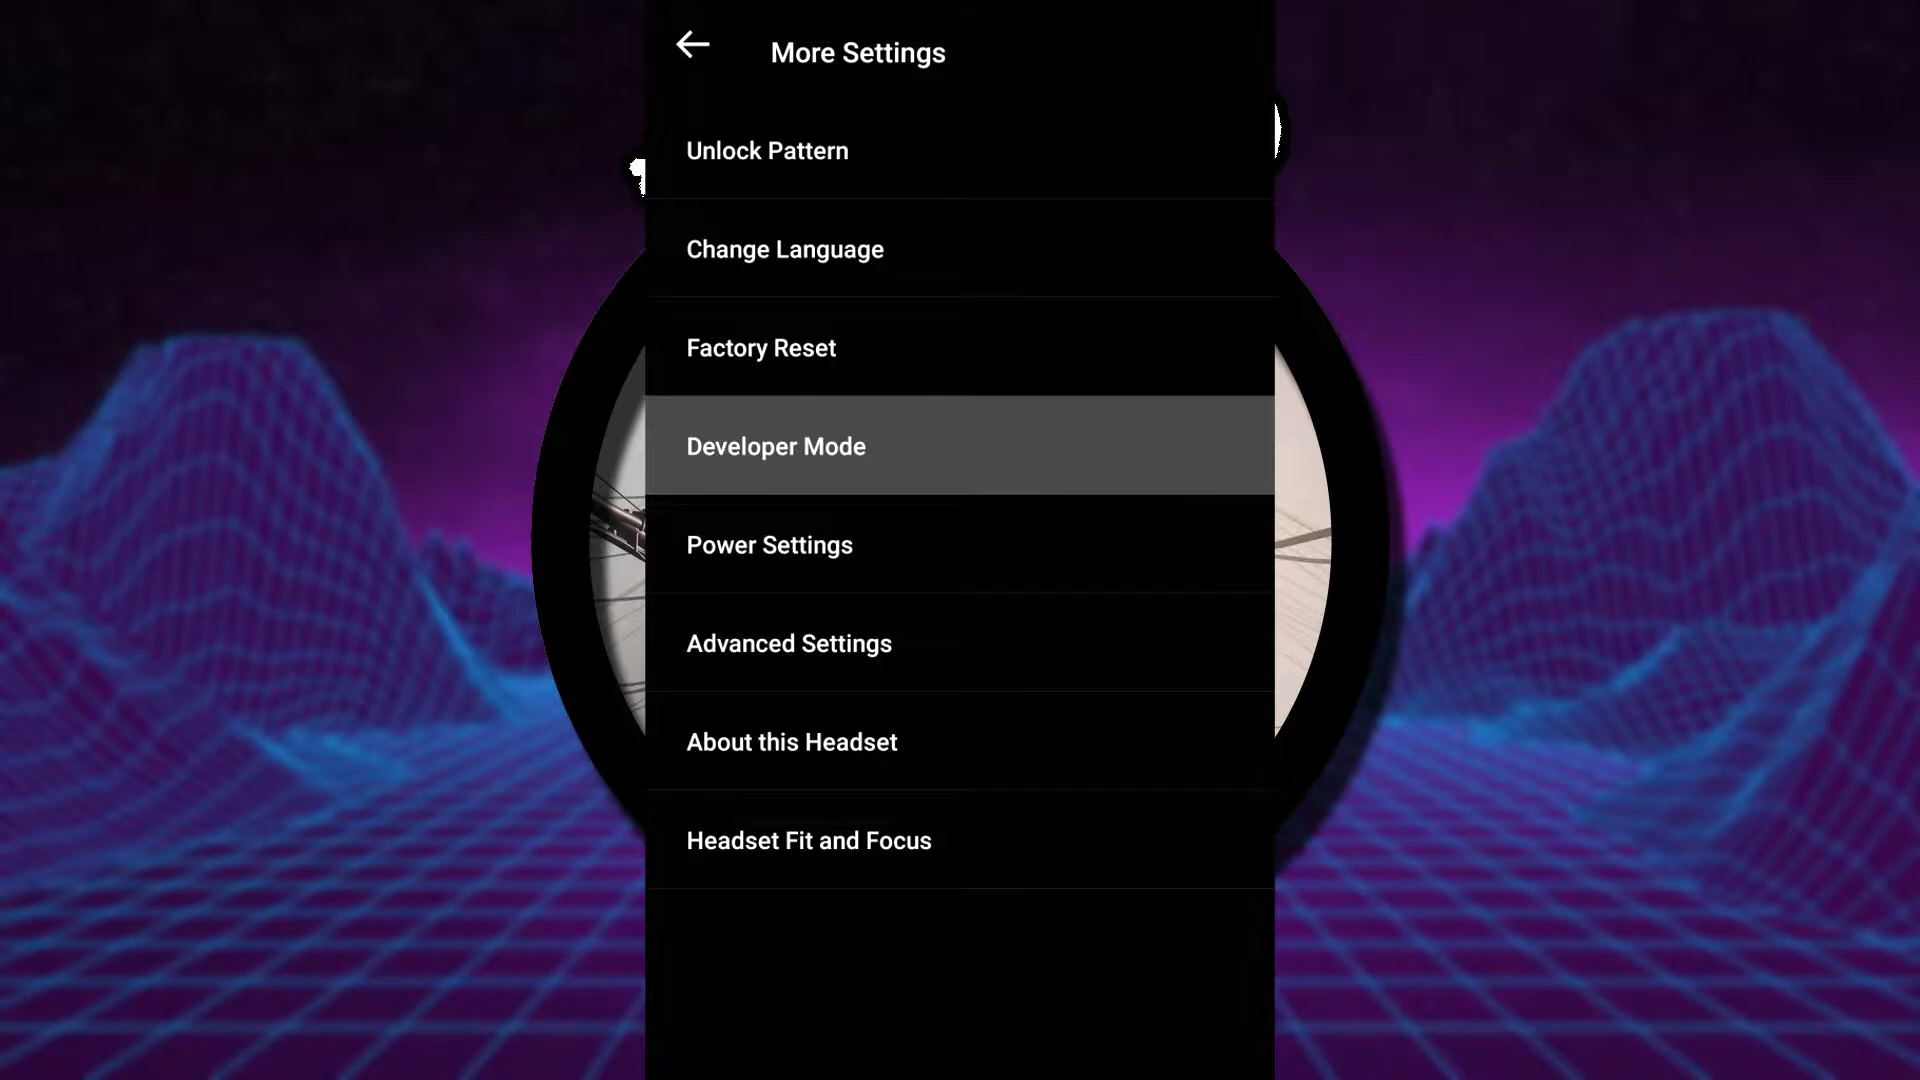 More Settings
Unlock Pattern
Change Language
Factory Reset
Developer Mode
Power Settings
Advanced Settings
About this Headset
Headset Fit and Focus